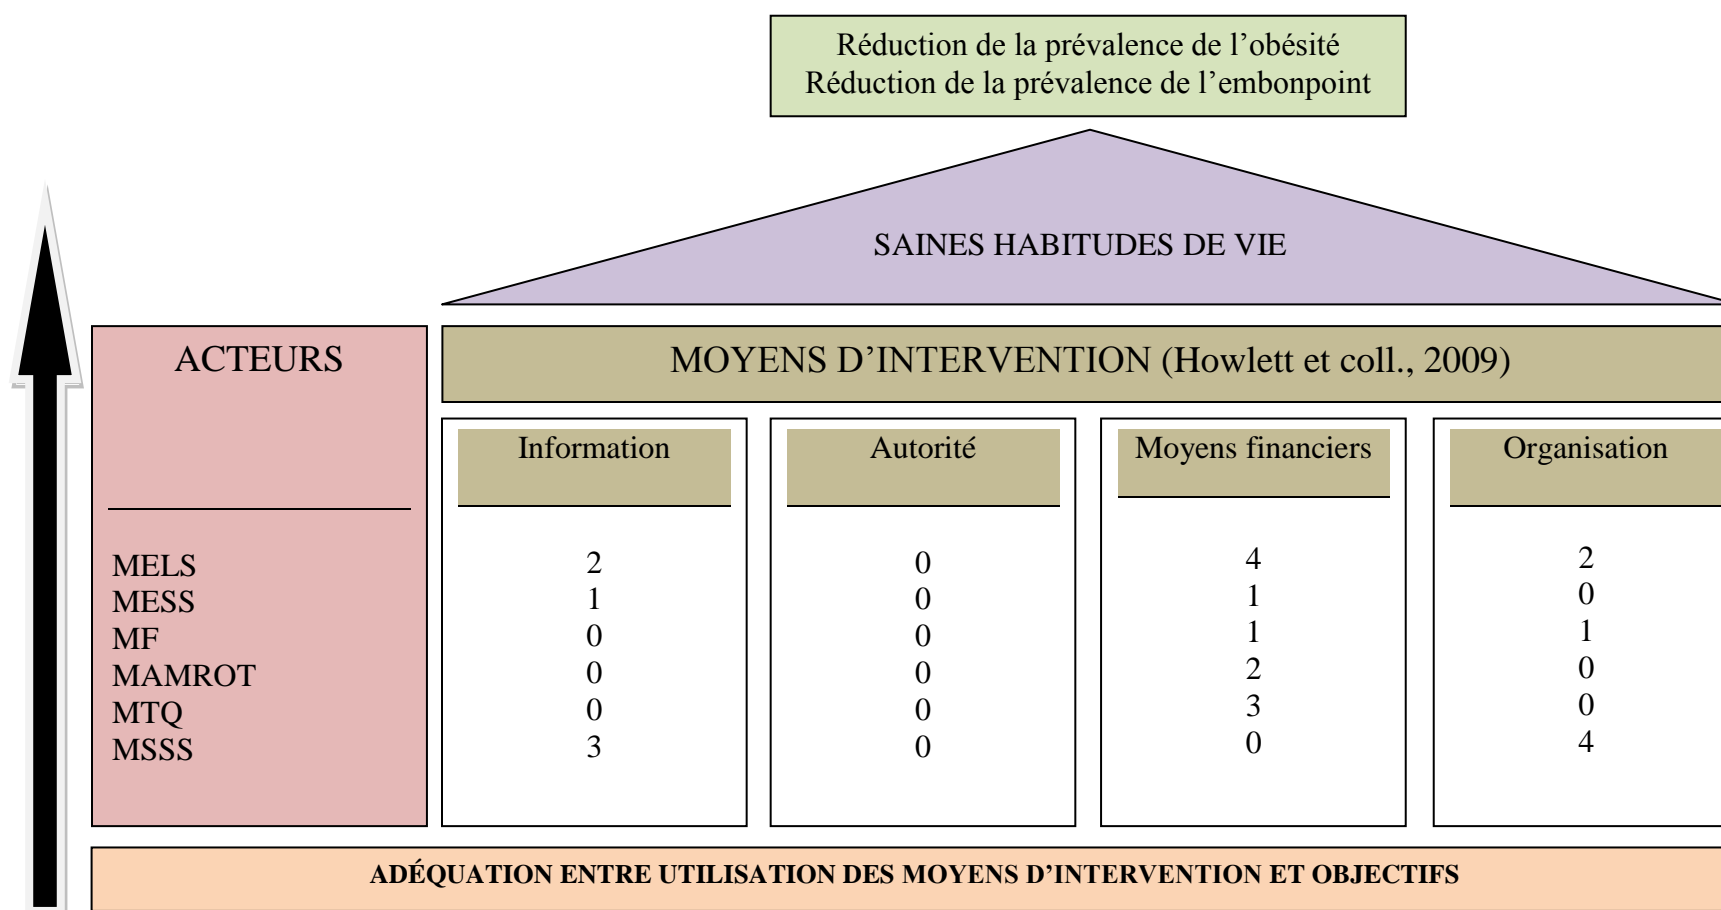 Réduction de la prévalence de l’obésité
Réduction de la prévalence de l’embonpoint
SAINES HABITUDES DE VIE
ACTEURS
MOYENS D’INTERVENTION (Howlett et coll., 2009)
Information
Autorité
Moyens financiers
Organisation
MELS 2 0 4 2
MESS 1 0 1 0
MF 0 0 1 1
MAMROT 0 0 2 0
MTQ 0 0 3 0
MSSS 3 0 0 4
ADÉQUATION ENTRE UTILISATION DES MOYENS D’INTERVENTION ET OBJECTIFS